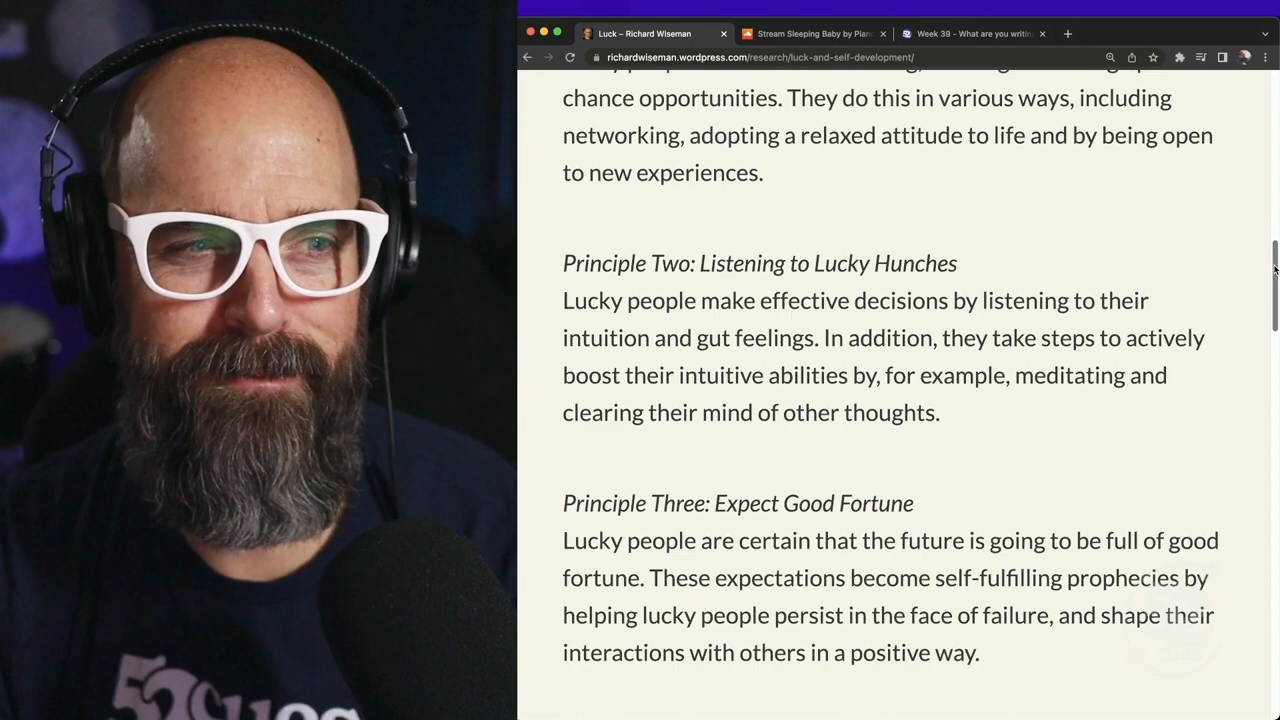 Luck – Richard Wiseman
Stream Sleeping Baby by Pian
Week 39 - What are you writin
richardwiseman.wordpress.com/research/luck-and-self-development/
chance opportunities. They do this in various ways, including
networking, adopting a relaxed attitude to life and by being open
to new experiences.
Principle Two: Listening to Lucky Hunches
Lucky people make effective decisions by listening to their
intuition and gut feelings. In addition, they take steps to actively
boost their intuitive abilities by, for example, meditating and
clearing their mind of other thoughts.
Principle Three: Expect Good Fortune
Lucky people are certain that the future is going to be full of good
fortune. These expectations become self-fulfilling prophecies by
helping lucky people persist in the face of failure, and shape their
interactions with others in a positive way.
52cues